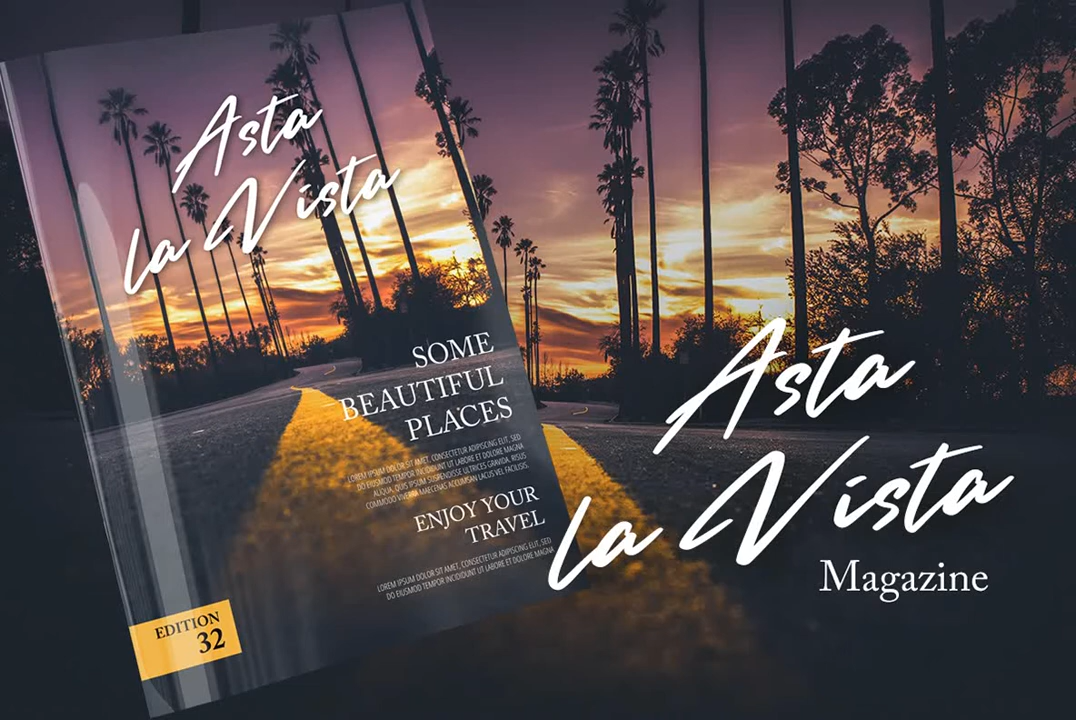 Asta
la Vista
SOME
BEAUTIFUL
PLACES
LOREM IPSUM DOLOR SIT AMET, CONSECTETUR ADIPISCING ELIT, SED
DO EIUSMOD TEMPOR INCIDIDUNT UT LABORE ET DOLORE MAGNA
ALIQUA. QUIS IPSUM SUSPENDISSE ULTRICES GRAVIDA. RISUS
COMMODO VIVERRA MAECENAS ACCUMSAN LACUS VEL FACILISIS.
ENJOY YOUR
TRAVEL
LOREM IPSUM DOLOR SIT AMET, CONSECTETUR ADIPISCING ELIT, SED
DO EIUSMOD TEMPOR INCIDIDUNT UT LABORE ET DOLORE MAGNA
EDITION
32
Asta
la Vista
Magazine